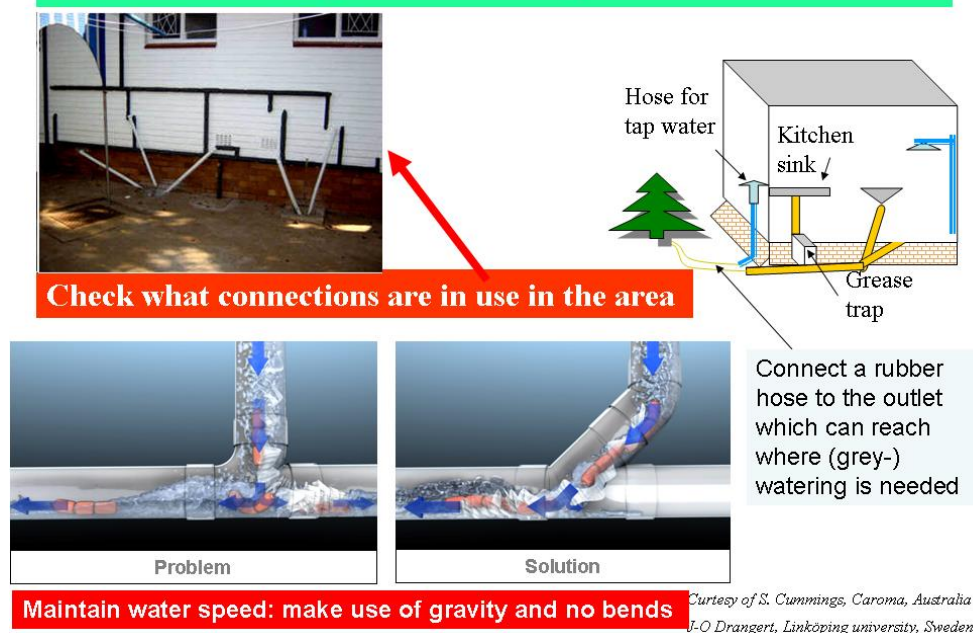 Hose for
tap water
Kitchen
sink
Grease
trap
Check what connections are in use in the area
Connect a rubber
hose to the outlet
which can reach
where (grey-)
watering is needed
Problem
Solution
Maintain water speed: make use of gravity and no bends
Curtesy of S. Cummings, Caroma, Australia
J-O Drangert, Linköping university, Sweden